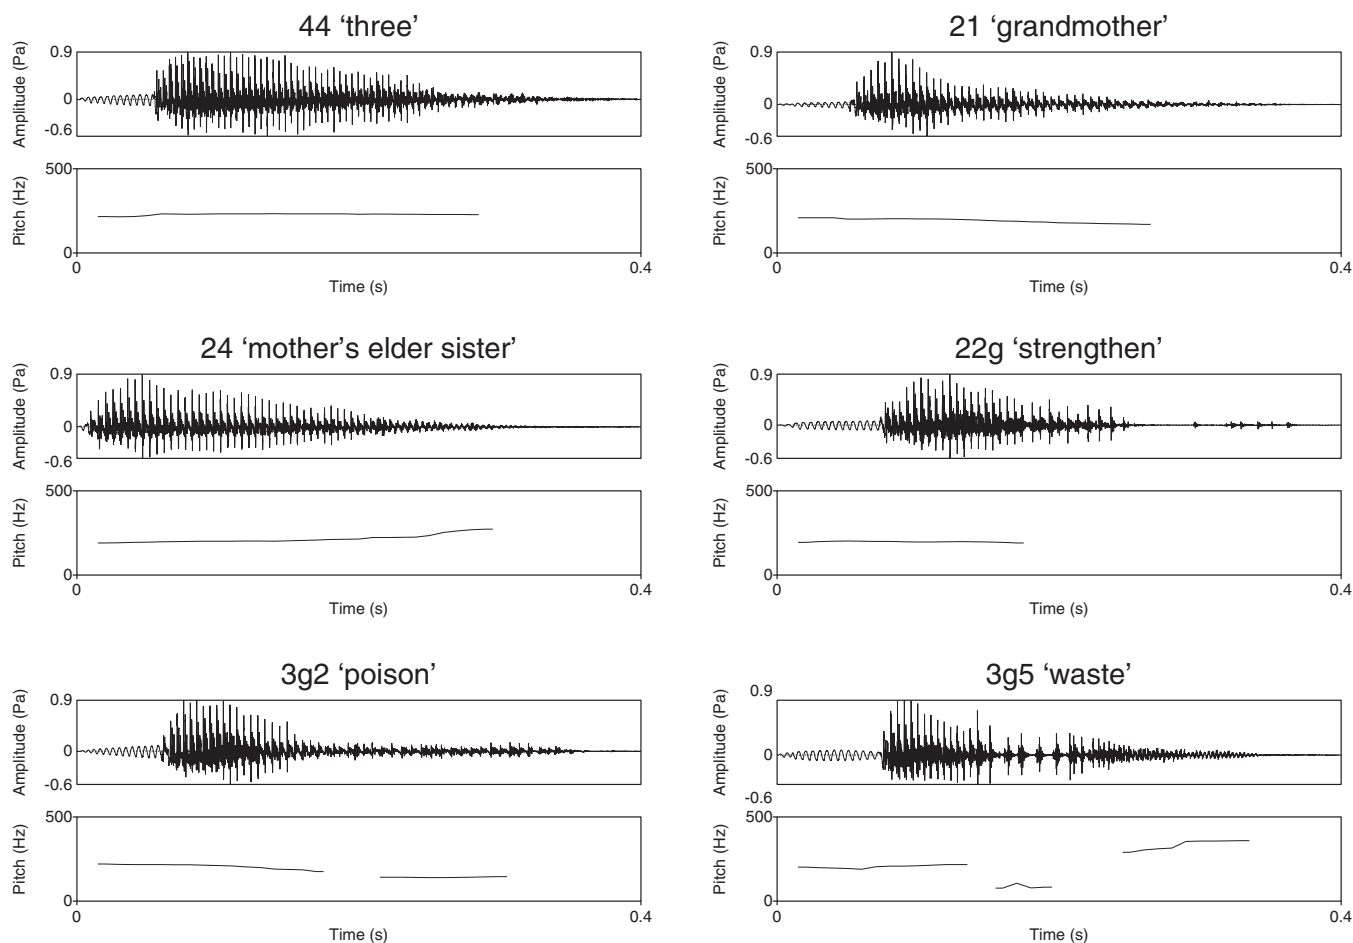 44 ‘three’
Amplitude (Pa)
0.9
0
-0.6
Pitch (Hz)
500
0
0
0.4
Time (s)
21 ‘grandmother’
Amplitude (Pa)
0.9
0
-0.6
Pitch (Hz)
500
0
0
0.4
Time (s)
24 ‘mother’s elder sister’
Amplitude (Pa)
0.9
0
-0.6
Pitch (Hz)
500
0
0
0.4
Time (s)
22g ‘strengthen’
Amplitude (Pa)
0.9
0
-0.6
Pitch (Hz)
500
0
0
0.4
Time (s)
3g2 ‘poison’
Amplitude (Pa)
0.9
0
-0.6
Pitch (Hz)
500
0
0
0.4
Time (s)
3g5 ‘waste’
Amplitude (Pa)
0.9
0
-0.6
Pitch (Hz)
500
0
0
0.4
Time (s)